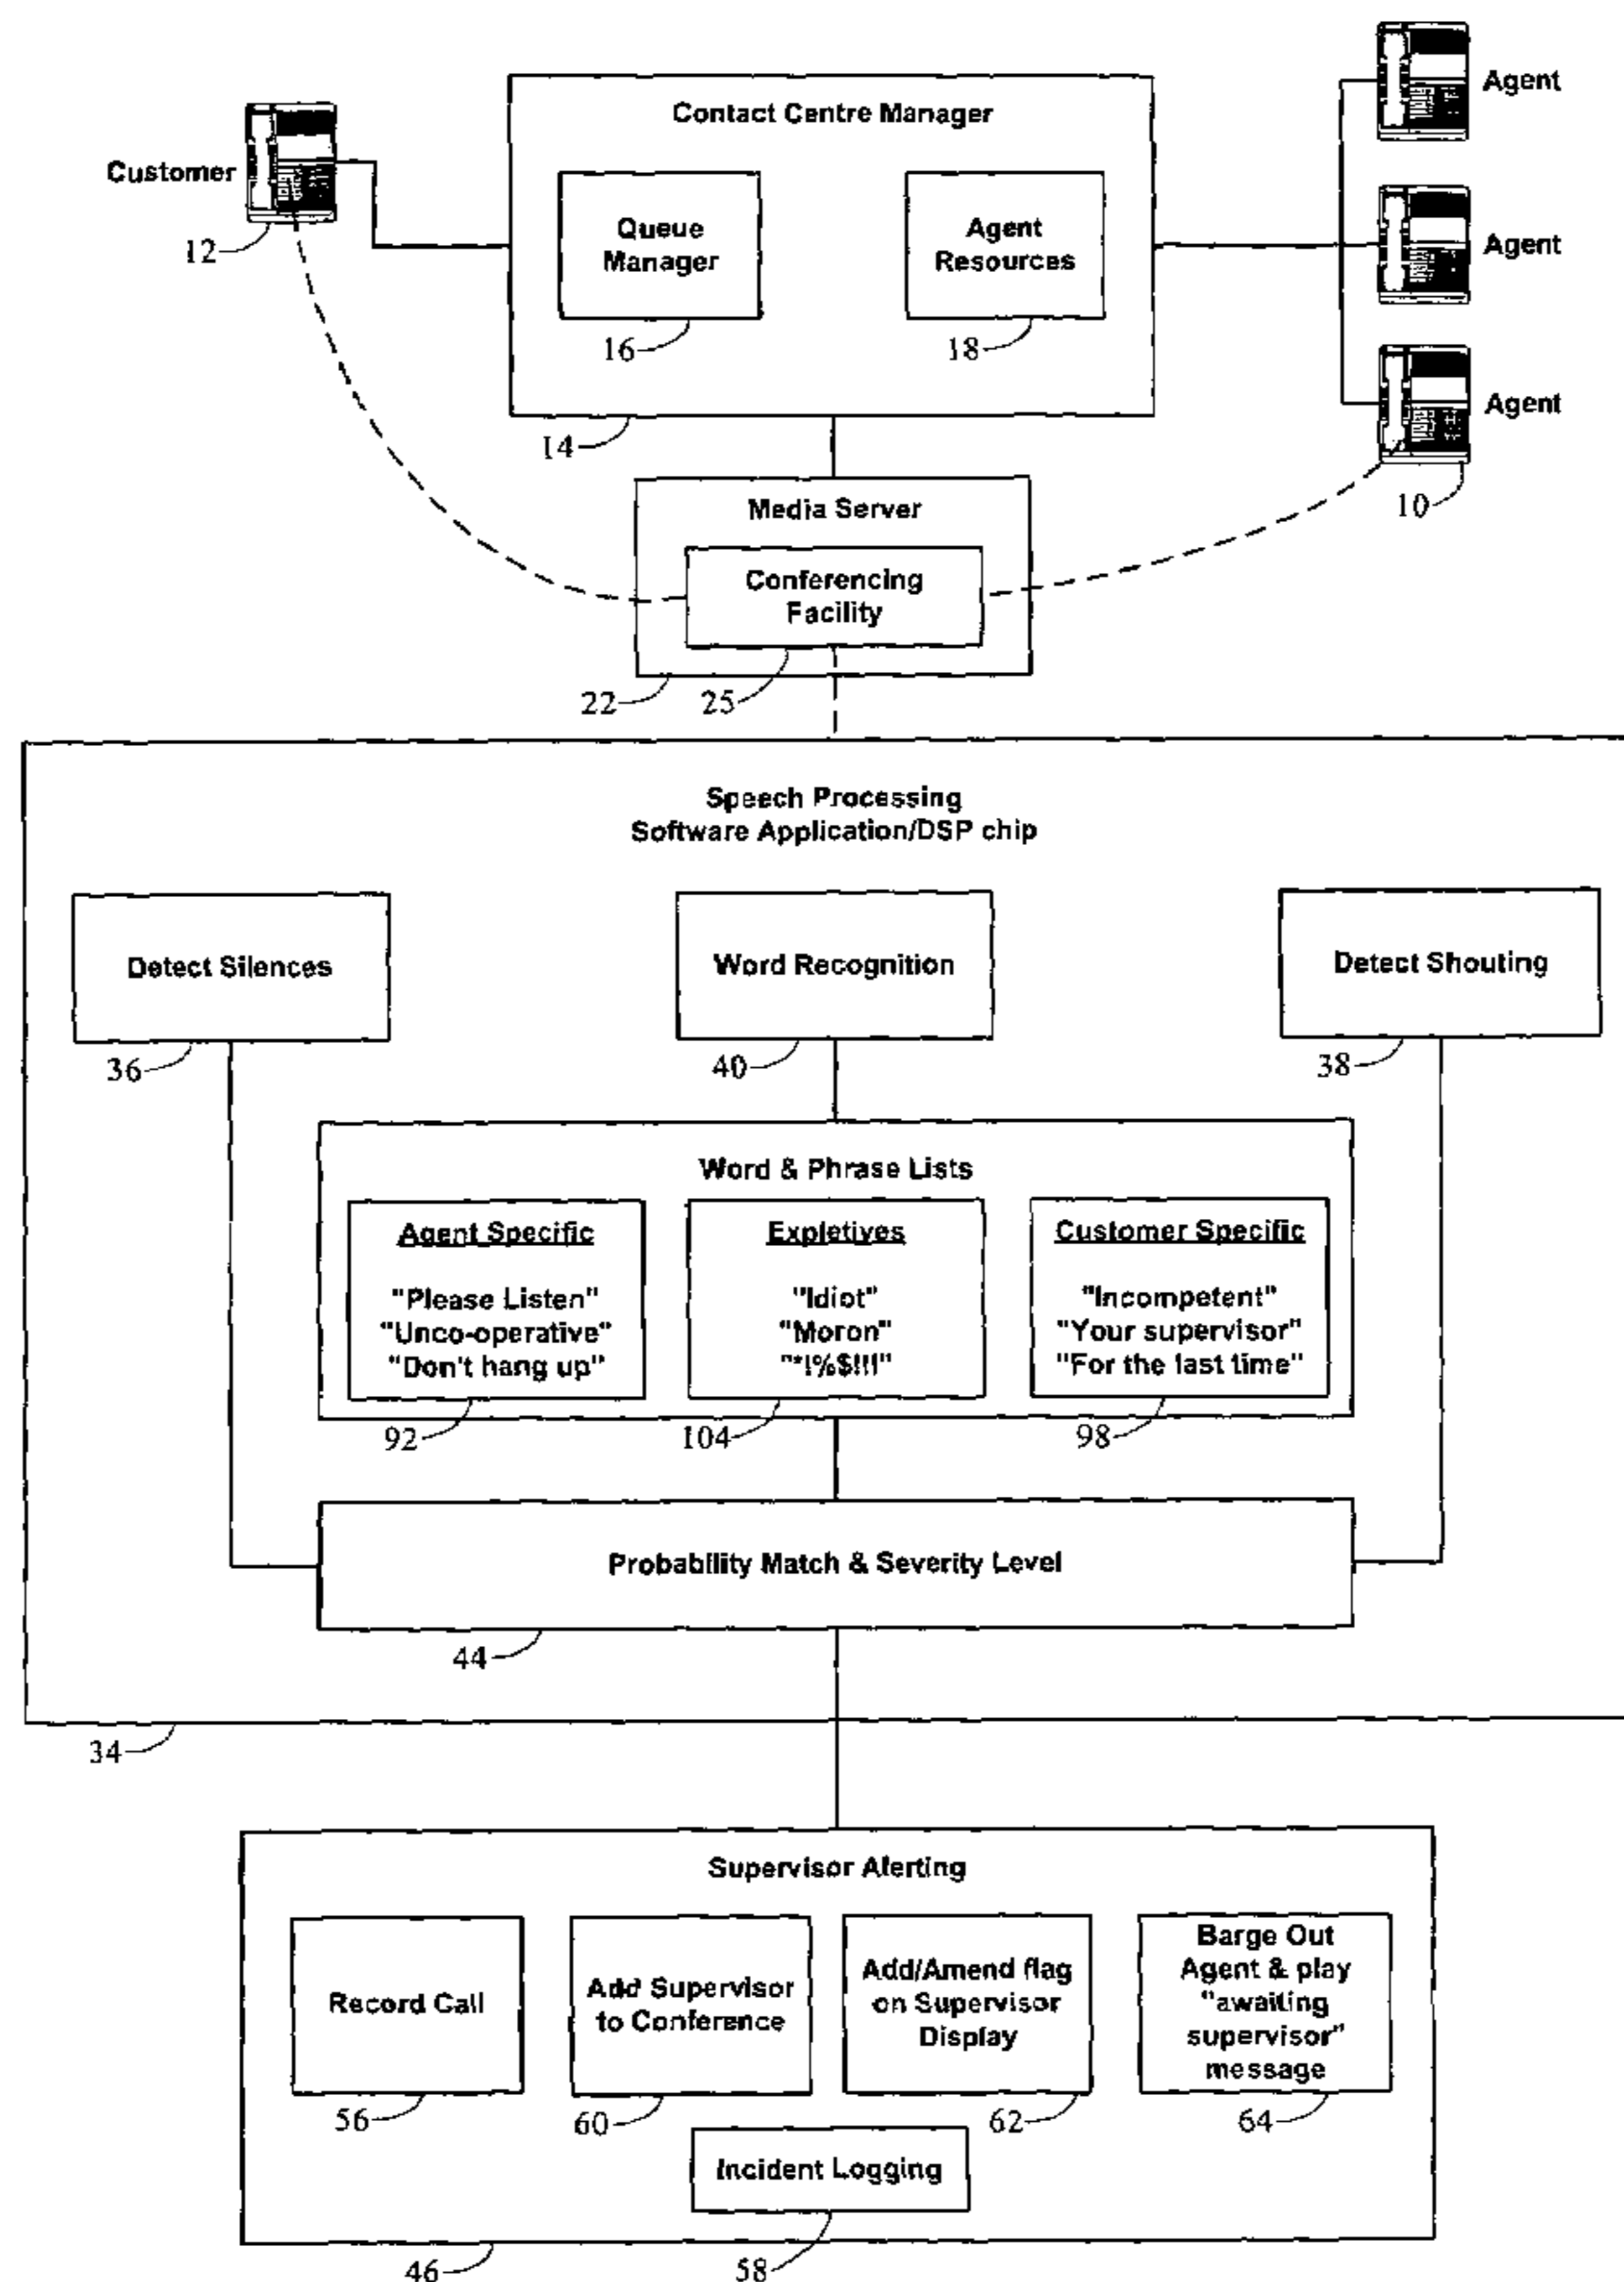 Agent
Contact Centre Manager
Customer
12
Queue
Manager
16
Agent
Resources
18
Agent
Agent
14
10
Media Server
Conferencing
Facility
22
25
Speech Processing
Software Application/DSP chip
Detect Silences
Word Recognition
Detect Shouting
36
40
38
Word & Phrase Lists
Agent Specific
"Please Listen"
"Unco-operative"
"Don't hang up"
Expletives
"Idiot"
"Moron"
"*!%$!!!"
Customer Specific
"Incompetent"
"Your supervisor"
"For the last time"
92
104
98
Probability Match & Severity Level
44
34
Supervisor Alerting
Record Call
Add Supervisor
to Conference
Add/Amend flag
on Supervisor
Display
Barge Out
Agent & play
"awaiting
supervisor"
message
56
60
62
64
Incident Logging
46
58